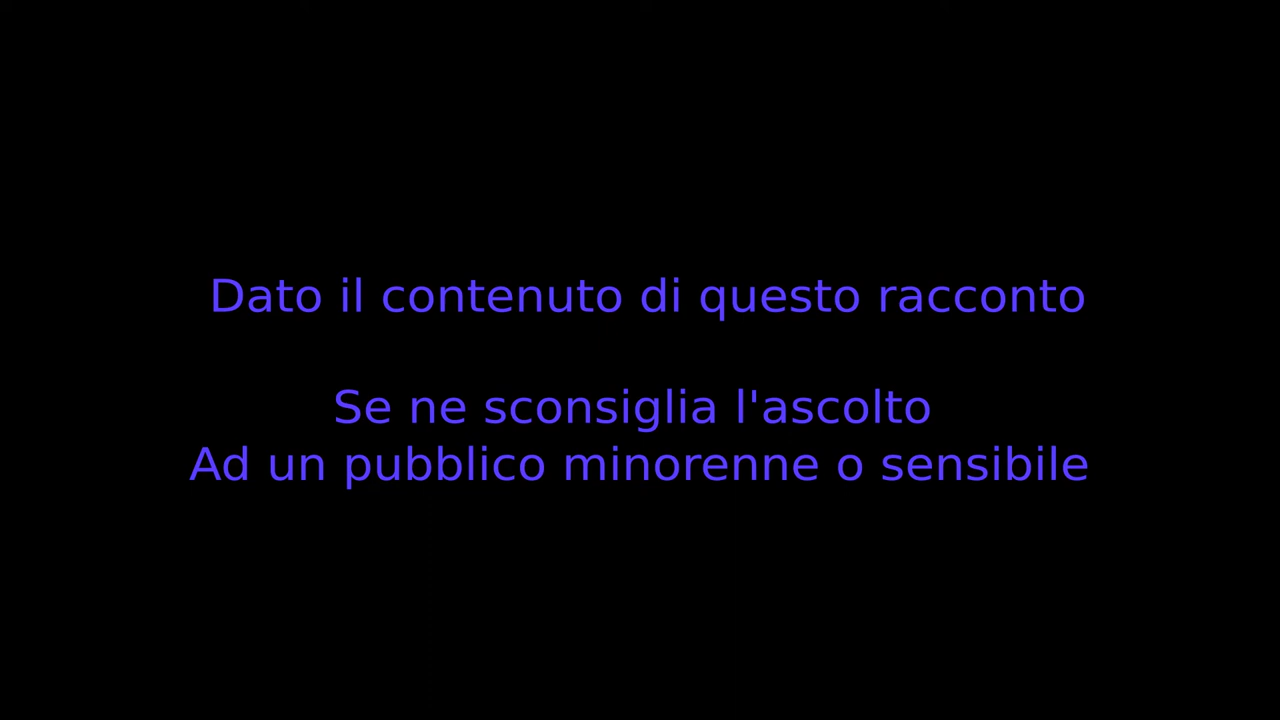 Dato il contenuto di questo racconto
Se ne sconsiglia l'ascolto
Ad un pubblico minorenne o sensibile